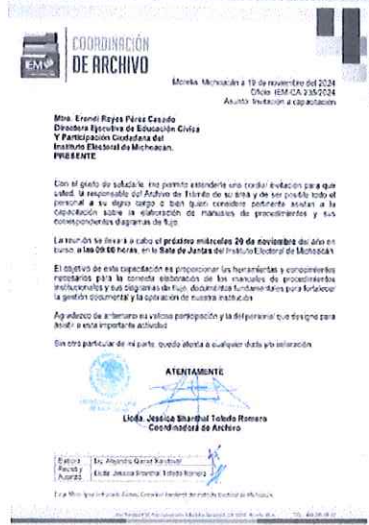 COORDINACIÓN
DE ARCHIVO
IEM
Morelia, Michoacán a 19 de noviembre del 2024
Oficio: IEM-CA-235/2024
Asunto: Invitación a capacitación
Mtra. Erandi Reyes Pérez Casado
Directora Ejecutiva de Educación Cívica
Y Participación Ciudadana del
Instituto Electoral de Michoacán.
PRESENTE
Con el gusto de saludarle, me permito extenderle una cordial invitación para que
usted, la responsable del Archivo de Trámite de su área y de ser posible todo el
personal a su digno cargo o bien quien considere pertinente asistan a la
capacitación sobre la elaboración de manuales de procedimientos y sus
correspondientes diagramas de flujo.
La reunión se llevará a cabo el próximo miércoles 20 de noviembre del año en
curso, a las 09:00 horas, en la Sala de Juntas del Instituto Electoral de Michoacán.
El objetivo de esta capacitación es proporcionar las herramientas y conocimientos
necesarios para la correcta elaboración de los manuales de procedimientos
institucionales y sus diagramas de flujo, documentos fundamentales para fortalecer
la gestión documental y la operación de nuestra institución.
Agradezco de antemano su valiosa participación y la del personal que designe para
asistir a esta importante actividad.
Sin otro particular de mi parte, quedo atenta a cualquier duda y/o aclaración.
ATENTAMENTE
Licda. Jessica Shanthal Toledo Romero
Coordinadora de Archivo
Elaboró
Lic. Alejandro
Revisó y
Autorizó
Licda. Jessica Shanthal Toledo Romero